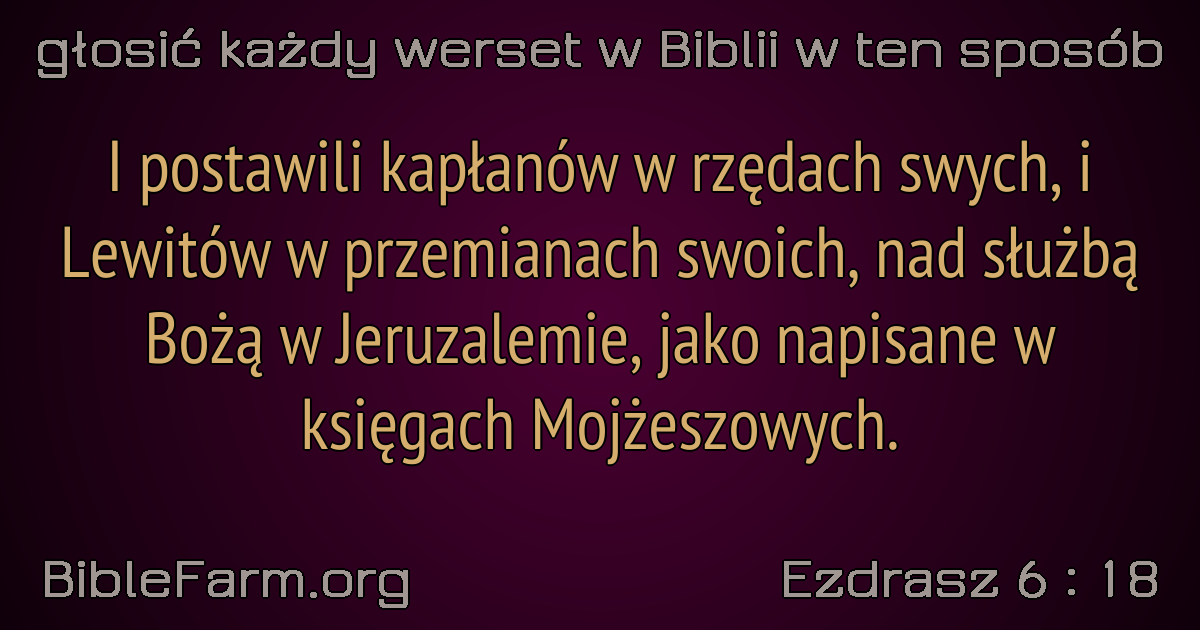 głosić każdy werset w Biblii w ten sposób
I postawili kapłanów w rzędach swych, i
Lewitów w przemianach swoich, nad służbą
Bożą w Jeruzalemie, jako napisane w
księgach Mojżeszowych.
BibleFarm.org
Ezdrasz 6 : 18